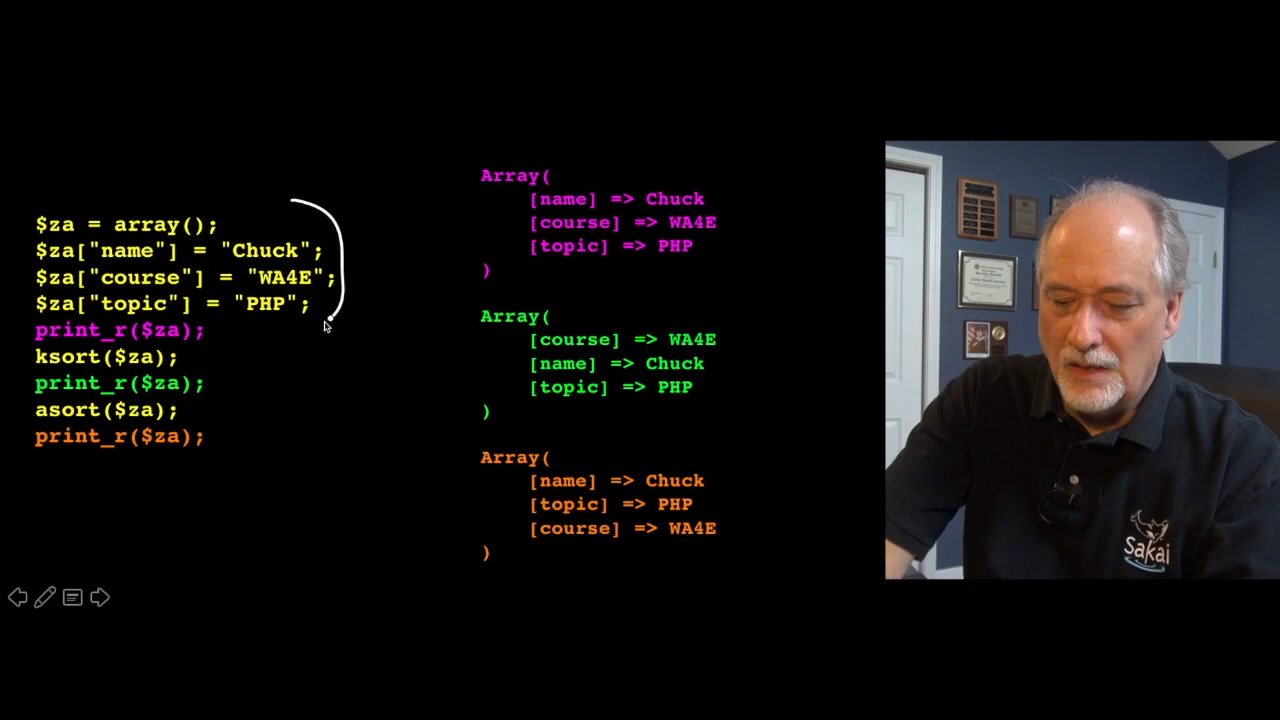 $za = array();
$za["name"] = "Chuck";
$za["course"] = "WA4E";
$za["topic"] = "PHP";
print_r($za);
ksort($za);
print_r($za);
asort($za);
print_r($za);
Array(
[name] => Chuck
[course] => WA4E
[topic] => PHP
)
Array(
[course] => WA4E
[name] => Chuck
[topic] => PHP
)
Array(
[name] => Chuck
[topic] => PHP
[course] => WA4E
)
Sakai